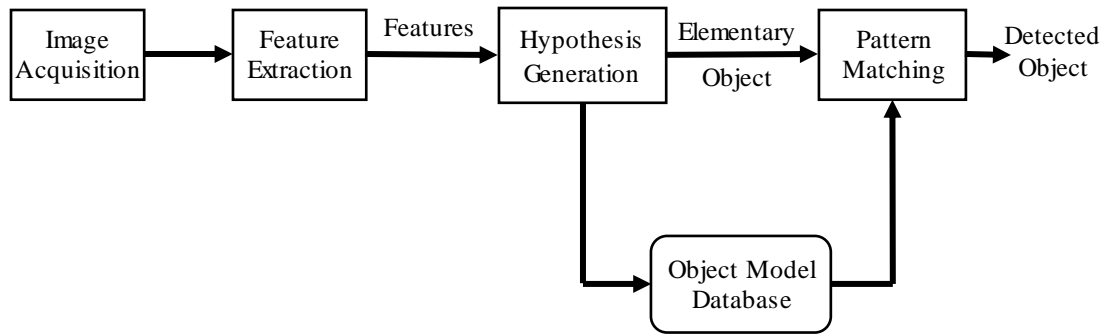 Image
Acquisition
Feature
Extraction
Features
Hypothesis
Generation
Elementary
Object
Pattern
Matching
Detected
Object
Object Model
Database